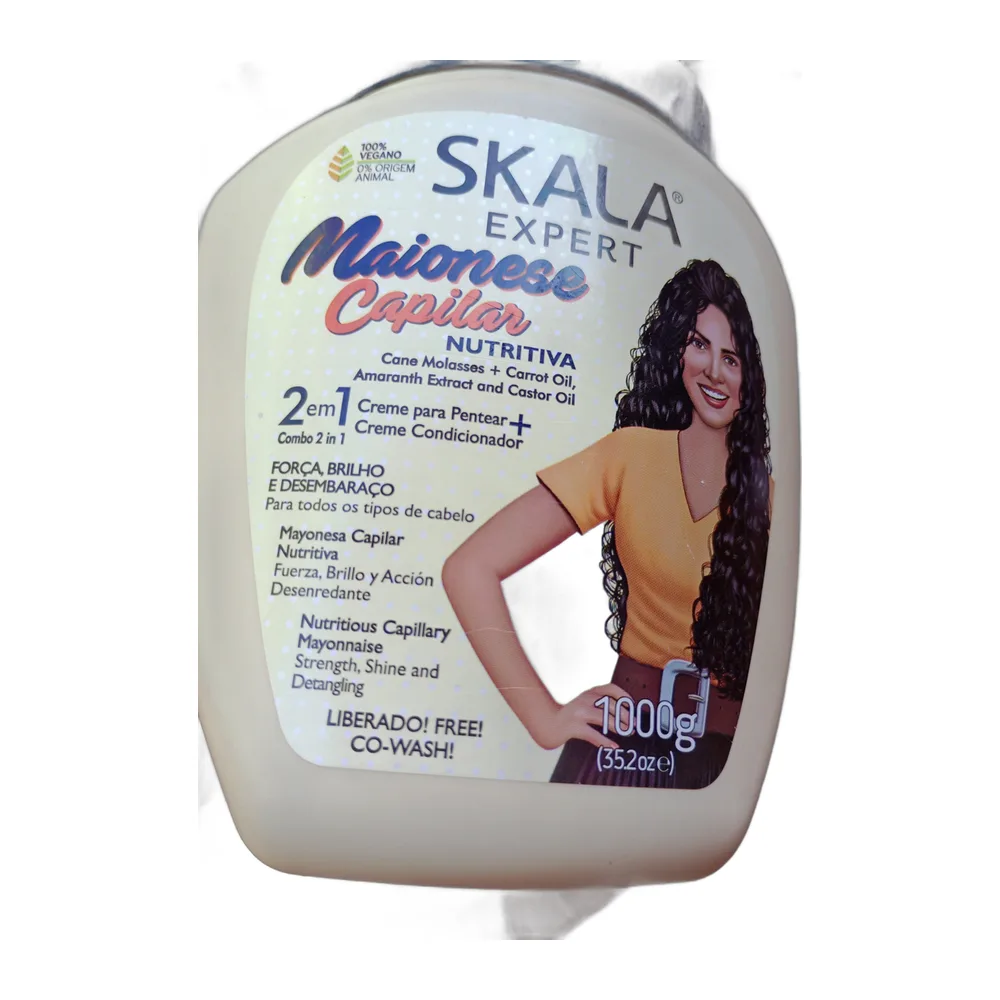 100%
VEGANO
0% ORIGEM
ANIMAL
SKALA®
EXPERT
Maionese
Capilar
NUTRITIVA
Cane Molasses + Carrot Oil,
Amaranth Extract and Castor Oil
2em1
Combo 2 in 1
Creme para Pentear +
Creme Condicionador
FORÇA, BRILHO
E DESEMBARAÇO
Para todos os tipos de cabelo
Mayonesa Capilar
Nutritiva
Fuerza, Brillo y Acción
Desenredante
Nutritious Capillary
Mayonnaise
Strength, Shine and
Detangling
LIBERADO! FREE!
CO-WASH!
1000g
(35.2oz℮)